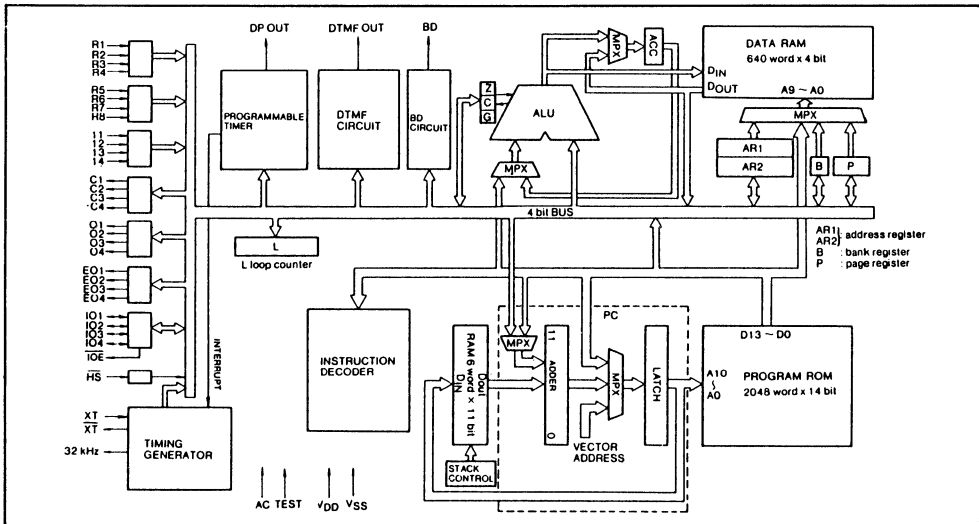 DP OUT
DTMF OUT
BD
R1
R2
R3
R4
R5
R6
R7
R8
I1
I2
I3
I4
C1
C2
C3
C4
O1
O2
O3
O4
EO1
EO2
EO3
EO4
IO1
IO2
IO3
IO4
IOE
HS
XT
XT
32 kHz
PROGRAMMABLE
TIMER
DTMF
CIRCUIT
BD
CIRCUIT
Z
C
G
ALU
MPX
MPX
ACC
DATA RAM
640 word x 4 bit
DIN
DOUT
A9 ~ A0
MPX
AR1
AR2
B
P
4 bit BUS
L
L loop counter
AR1
AR2 : address register
B : bank register
P : page register
INTERRUPT
TIMING
GENERATOR
INSTRUCTION
DECODER
AC
TEST
VDD
VSS
PC
RAM 6 word × 11 bit
DIN
Dout
STACK
CONTROL
MPX
11
ADDER
0
MPX
VECTOR
ADDRESS
LATCH
D13 ~ D0
A10
~
A0
PROGRAM ROM
2048 word x 14 bit